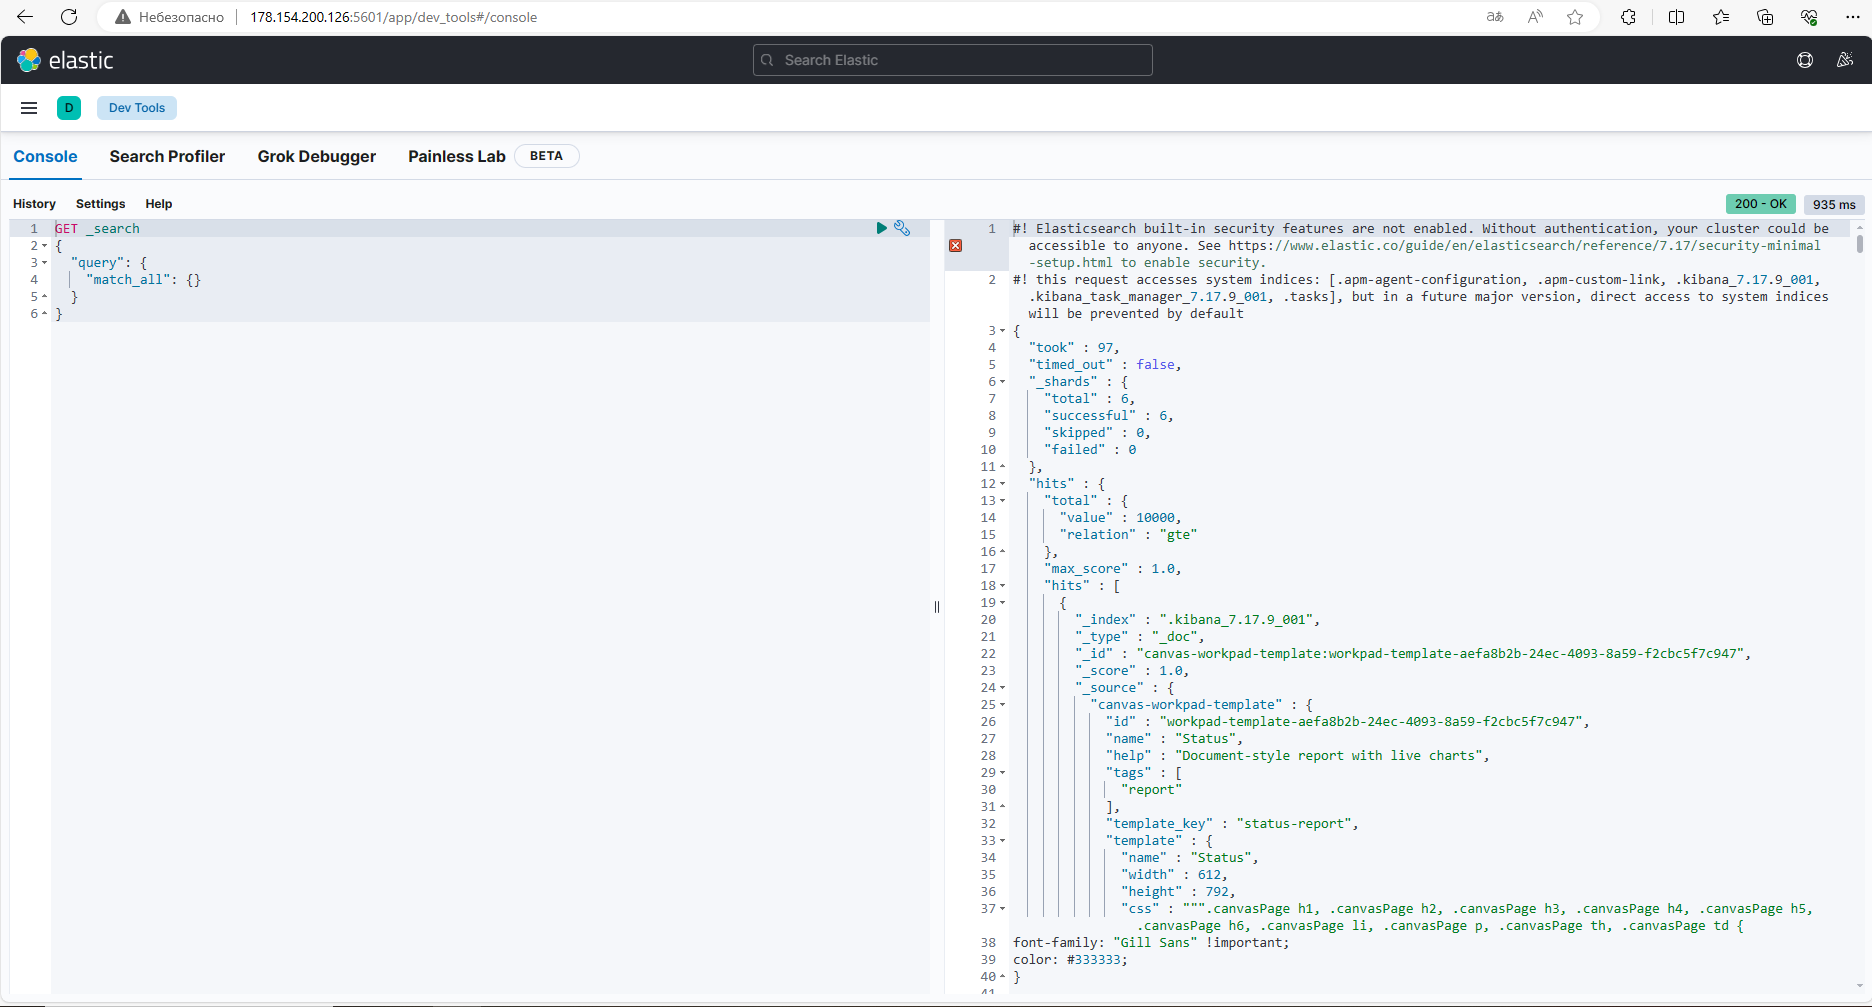 Небезопасно 178.154.200.126:5601/app/dev_tools#/console
elastic
Search Elastic
D Dev Tools
Console Search Profiler Grok Debugger Painless Lab BETA
History Settings Help
200 - OK 935 ms
1 GET _search
2 {
3 "query": {
4 "match_all": {}
5 }
6 }
1 #! Elasticsearch built-in security features are not enabled. Without authentication, your cluster could be
accessible to anyone. See https://www.elastic.co/guide/en/elasticsearch/reference/7.17/security-minimal
-setup.html to enable security.
2 #! this request accesses system indices: [.apm-agent-configuration, .apm-custom-link, .kibana_7.17.9_001,
.kibana_task_manager_7.17.9_001, .tasks], but in a future major version, direct access to system indices
will be prevented by default
3 {
4 "took" : 97,
5 "timed_out" : false,
6 "_shards" : {
7 "total" : 6,
8 "successful" : 6,
9 "skipped" : 0,
10 "failed" : 0
11 },
12 "hits" : {
13 "total" : {
14 "value" : 10000,
15 "relation" : "gte"
16 },
17 "max_score" : 1.0,
18 "hits" : [
19 {
20 "_index" : ".kibana_7.17.9_001",
21 "_type" : "_doc",
22 "_id" : "canvas-workpad-template:workpad-template-aefa8b2b-24ec-4093-8a59-f2cbc5f7c947",
23 "_score" : 1.0,
24 "_source" : {
25 "canvas-workpad-template" : {
26 "id" : "workpad-template-aefa8b2b-24ec-4093-8a59-f2cbc5f7c947",
27 "name" : "Status",
28 "help" : "Document-style report with live charts",
29 "tags" : [
30 "report"
31 ],
32 "template_key" : "status-report",
33 "template" : {
34 "name" : "Status",
35 "width" : 612,
36 "height" : 792,
37 "css" : """.canvasPage h1, .canvasPage h2, .canvasPage h3, .canvasPage h4, .canvasPage h5,
.canvasPage h6, .canvasPage li, .canvasPage p, .canvasPage th, .canvasPage td {
38 font-family: "Gill Sans" !important;
39 color: #333333;
40 }
41